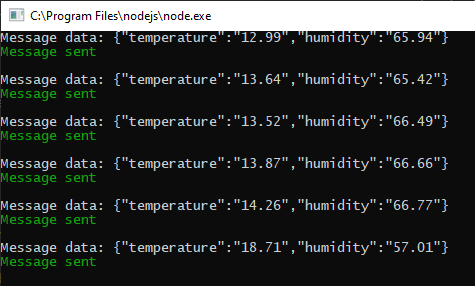 C:\Program Files\nodejs\node.exe
Message data: {"temperature":"12.99","humidity":"65.94"}
Message sent
Message data: {"temperature":"13.64","humidity":"65.42"}
Message sent
Message data: {"temperature":"13.52","humidity":"66.49"}
Message sent
Message data: {"temperature":"13.87","humidity":"66.66"}
Message sent
Message data: {"temperature":"14.26","humidity":"66.77"}
Message sent
Message data: {"temperature":"18.71","humidity":"57.01"}
Message sent